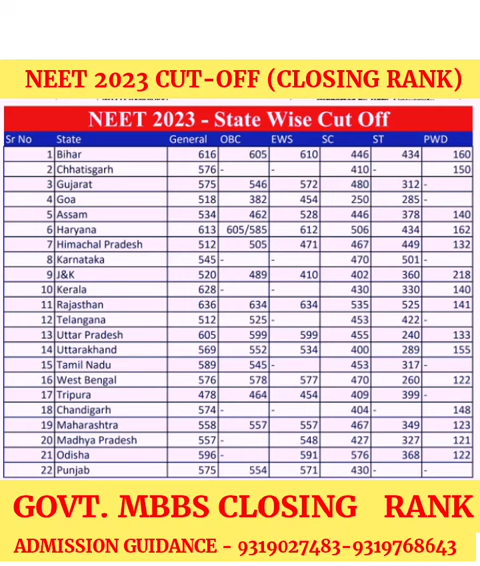 NEET 2023 CUT-OFF (CLOSING RANK)
NEET 2023 - State Wise Cut Off
Sr No State General OBC EWS SC ST PWD
1 Bihar 616 605 610 446 434 160
2 Chhatisgarh 576 - - 410 - 150
3 Gujarat 575 546 572 480 312 -
4 Goa 518 382 454 250 285 -
5 Assam 534 462 528 446 378 140
6 Haryana 613 605/585 612 506 434 162
7 Himachal Pradesh 512 505 471 467 449 132
8 Karnataka 545 - - 470 501 -
9 J&K 520 489 410 402 360 218
10 Kerala 628 - - 430 330 140
11 Rajasthan 636 634 634 535 525 141
12 Telangana 512 525 - 453 422 -
13 Uttar Pradesh 605 599 599 455 240 133
14 Uttarakhand 569 552 534 400 289 155
15 Tamil Nadu 589 545 - 453 317 -
16 West Bengal 576 578 577 470 260 122
17 Tripura 478 464 454 409 399 -
18 Chandigarh 574 - - 404 - 148
19 Maharashtra 558 557 557 467 349 123
20 Madhya Pradesh 557 - 548 427 327 121
21 Odisha 596 - 591 576 368 122
22 Punjab 575 554 571 430 - -
GOVT. MBBS CLOSING RANK
ADMISSION GUIDANCE - 9319027483-9319768643